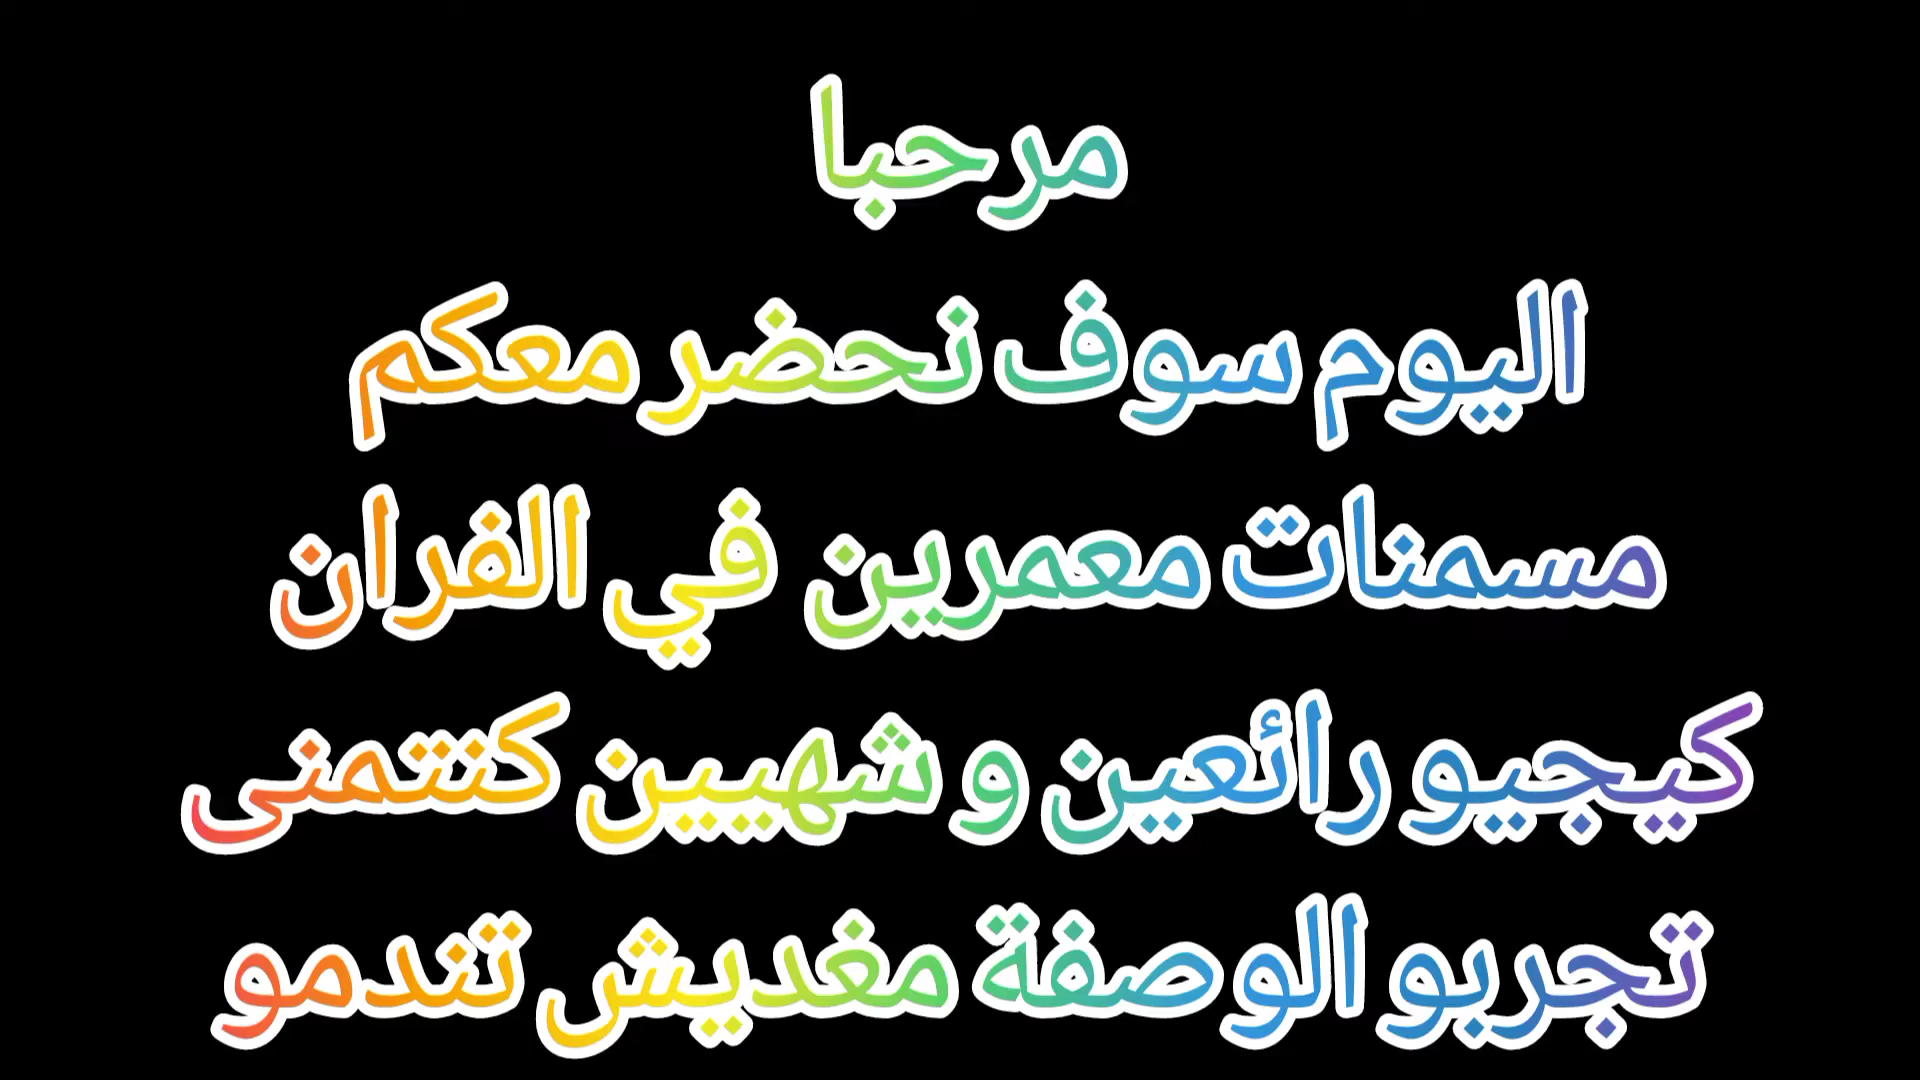 مرحبا
اليوم سوف نحضر معكم
مسمنات معمرين في الفران
كيجيو رائعين و شهيين كنتمنى
تجربو الوصفة مغديش تندمو